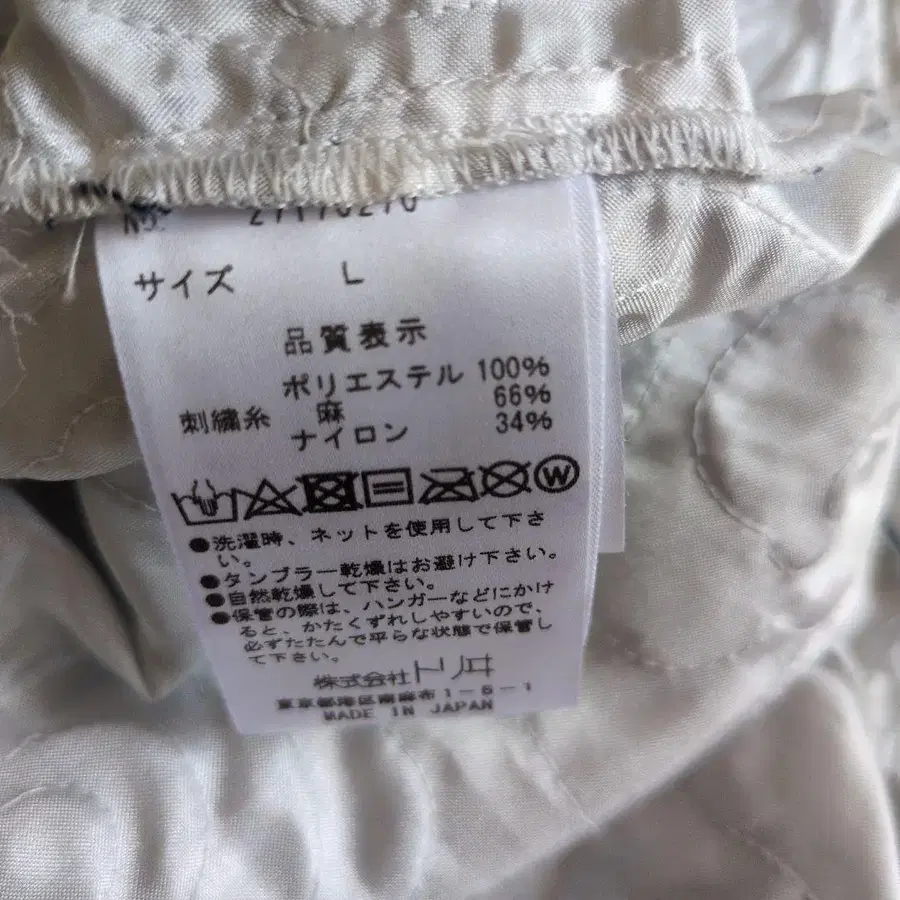 No. 27170270
サイズ L
品質表示
ポリエステル 100%
刺繍糸 麻 66%
ナイロン 34%
W
●洗濯時、ネットを使用して下さ
い。
●タンブラー乾燥はお避け下さい。
●自然乾燥して下さい。
●保管の際は、ハンガーなどにかけ
ると、かたくずれしやすいので、
必ずたたんで平らな状態で保管し
て下さい。
株式会社トリヰ
東京都港区南麻布1-6-1
MADE IN JAPAN